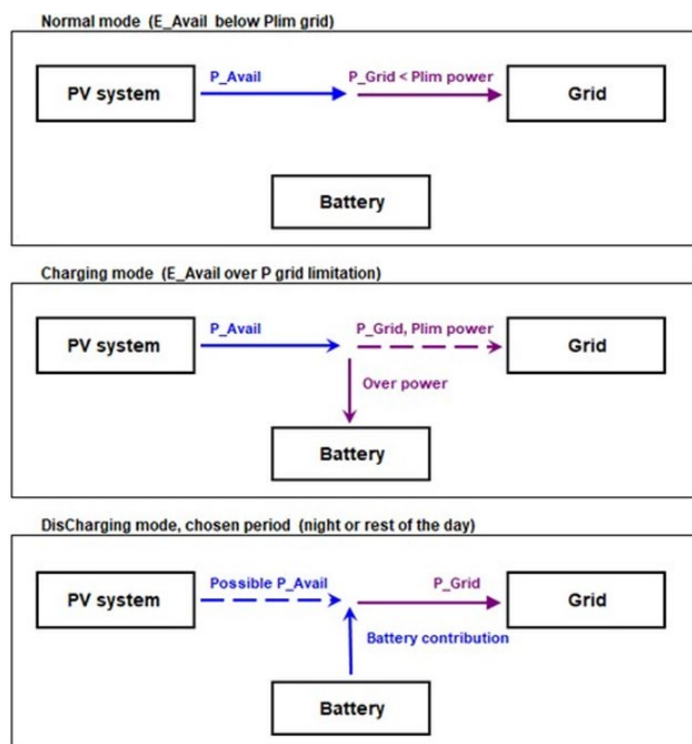 Normal mode (E_Avail below Plim grid)
P_Avail
P_Grid < Plim power
PV system
Grid
Battery
Charging mode (E_Avail over P grid limitation)
P_Avail
P_Grid, Plim power
PV system
Grid
Over power
Battery
DisCharging mode, chosen period (night or rest of the day)
Possible P_Avail
P_Grid
PV system
Grid
Battery contribution
Battery